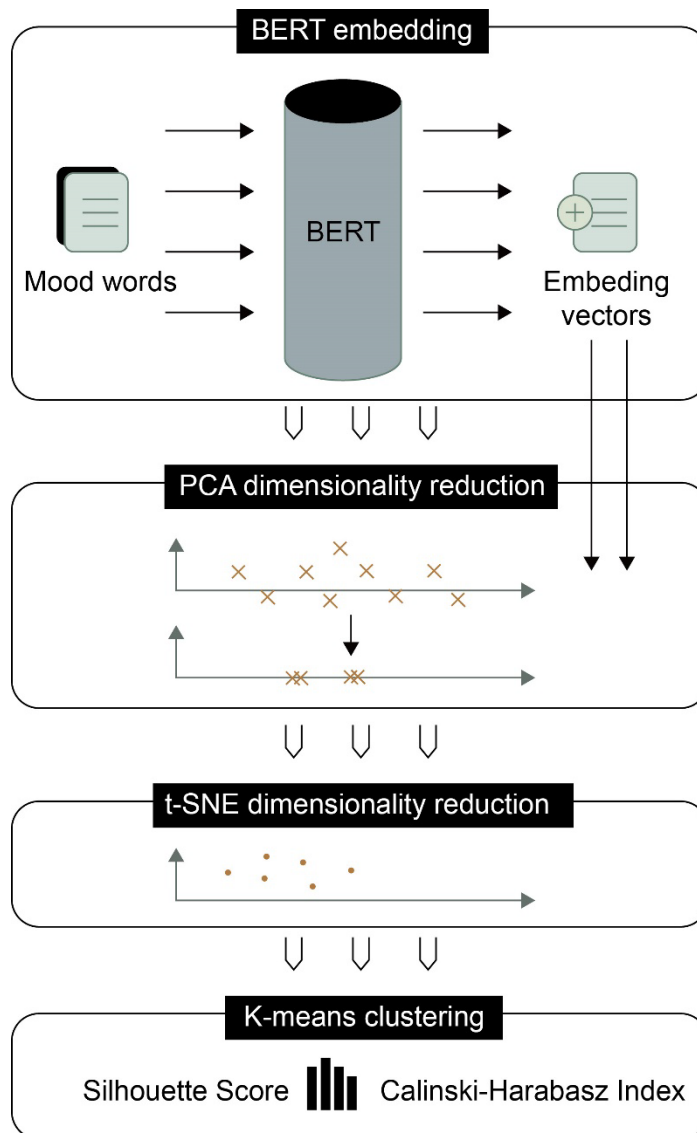 BERT embedding
BERT
Mood words
Embeding
vectors
PCA dimensionality reduction
t-SNE dimensionality reduction
K-means clustering
Silhouette Score
Calinski-Harabasz Index